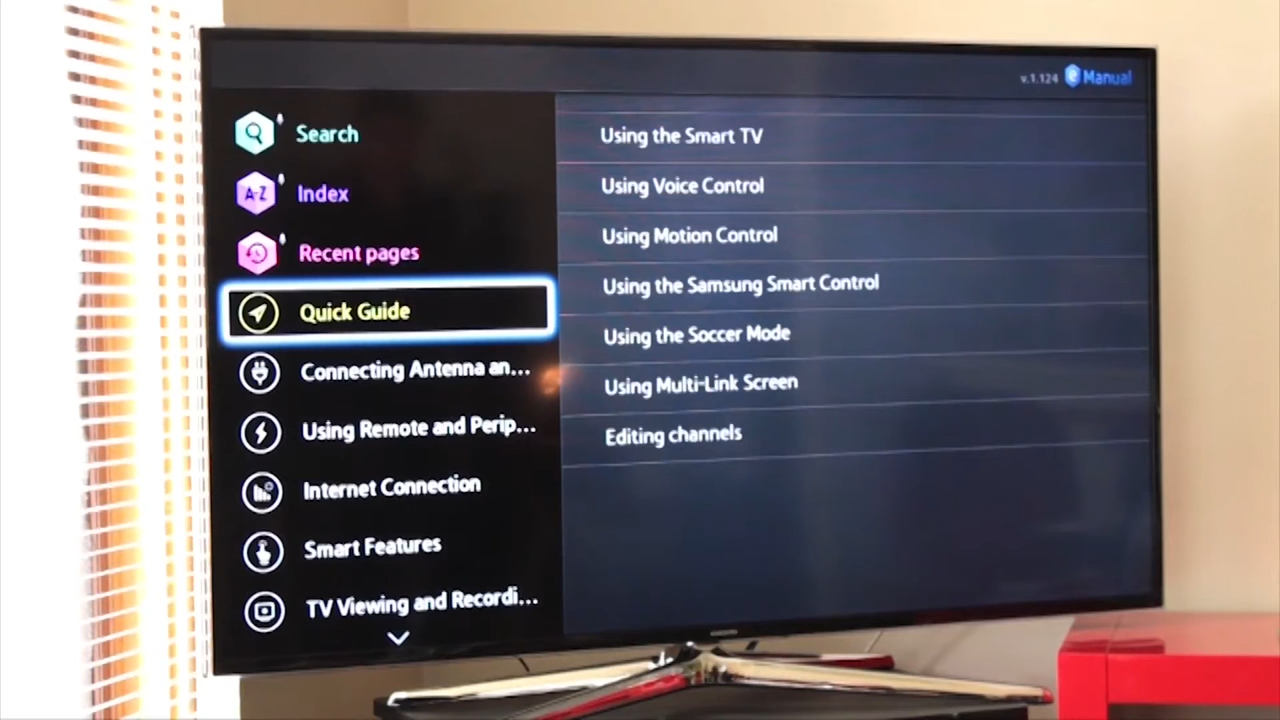 v.1.124 e Manual
Search
A-Z Index
Recent pages
Quick Guide
Connecting Antenna an...
Using Remote and Perip...
Internet Connection
Smart Features
TV Viewing and Recordi...
Using the Smart TV
Using Voice Control
Using Motion Control
Using the Samsung Smart Control
Using the Soccer Mode
Using Multi-Link Screen
Editing channels
SAMSUNG